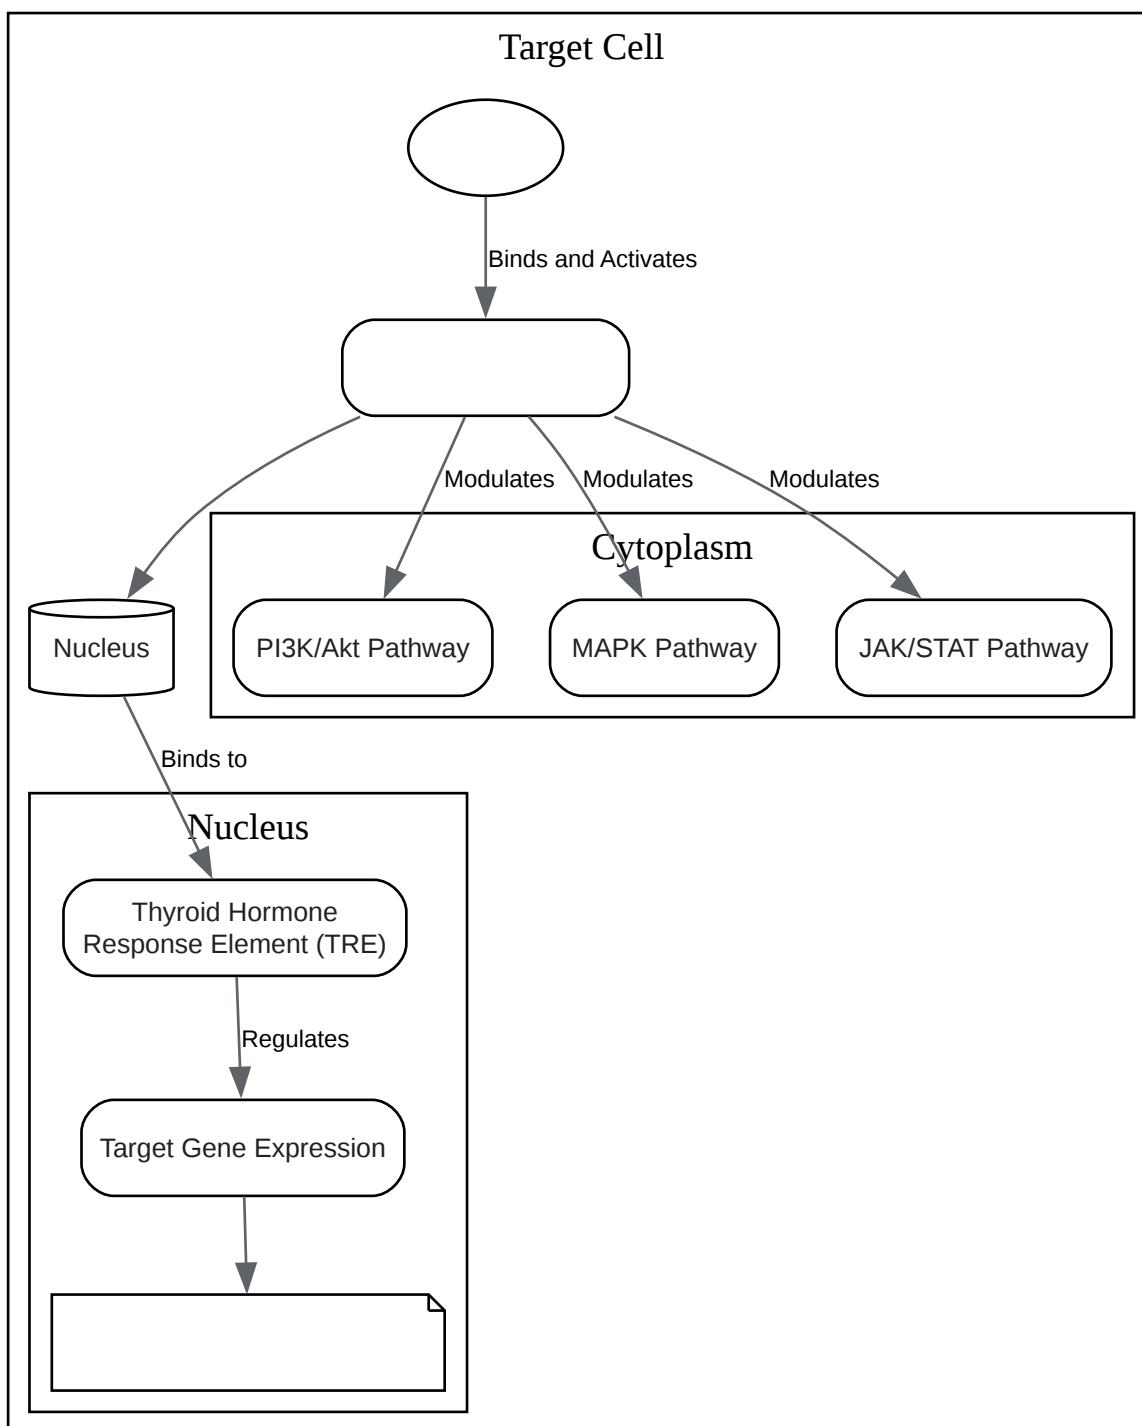 Target Cell
Binds and Activates
Modulates
Modulates
Modulates
Cytoplasm
Nucleus
PI3K/Akt Pathway
MAPK Pathway
JAK/STAT Pathway
Binds to
Nucleus
Thyroid Hormone
Response Element (TRE)
Regulates
Target Gene Expression